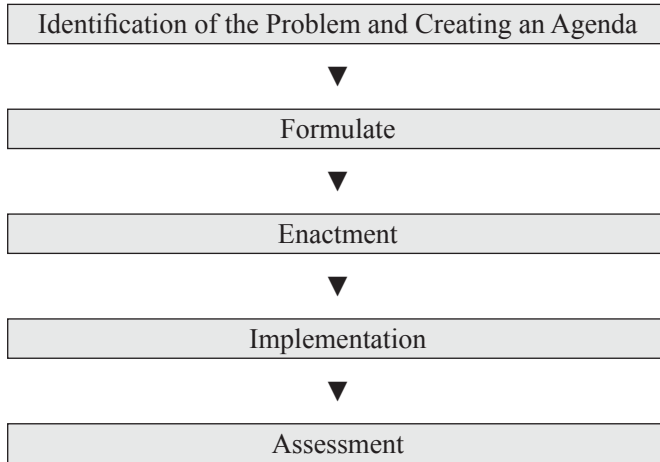 Identification of the Problem and Creating an Agenda
Formulate
Enactment
Implementation
Assessment